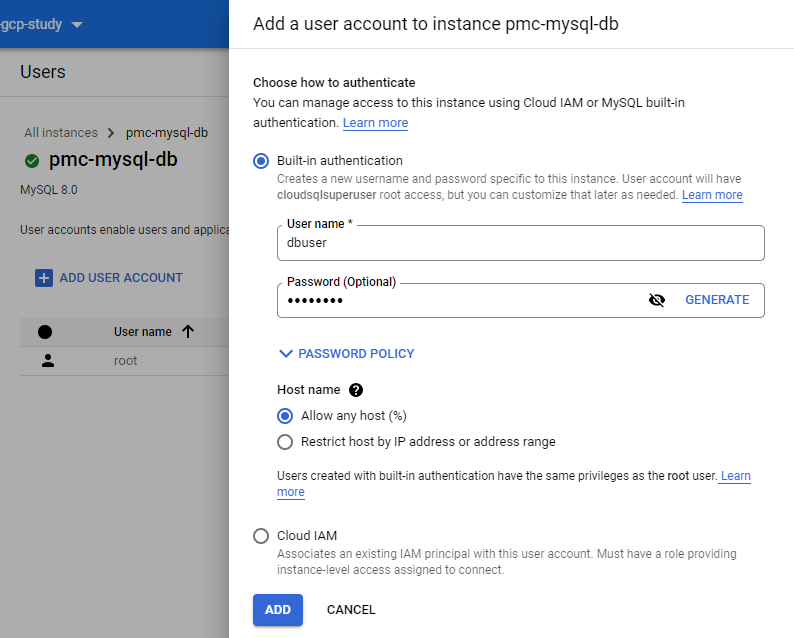 -gcp-study
Users
All instances
pmc-mysql-db
pmc-mysql-db
MySQL 8.0
User accounts enable users and applica
ADD USER ACCOUNT
User name
root
Add a user account to instance pmc-mysql-db
Choose how to authenticate
You can manage access to this instance using Cloud IAM or MySQL built-in
authentication. Learn more
Built-in authentication
Creates a new username and password specific to this instance. User account will have
cloudsqlsuperuser root access, but you can customize that later as needed. Learn more
User name *
dbuser
Password (Optional)
••••••••
GENERATE
PASSWORD POLICY
Host name ?
Allow any host (%)
Restrict host by IP address or address range
Users created with built-in authentication have the same privileges as the root user. Learn
more
Cloud IAM
Associates an existing IAM principal with this user account. Must have a role providing
instance-level access assigned to connect.
ADD
CANCEL